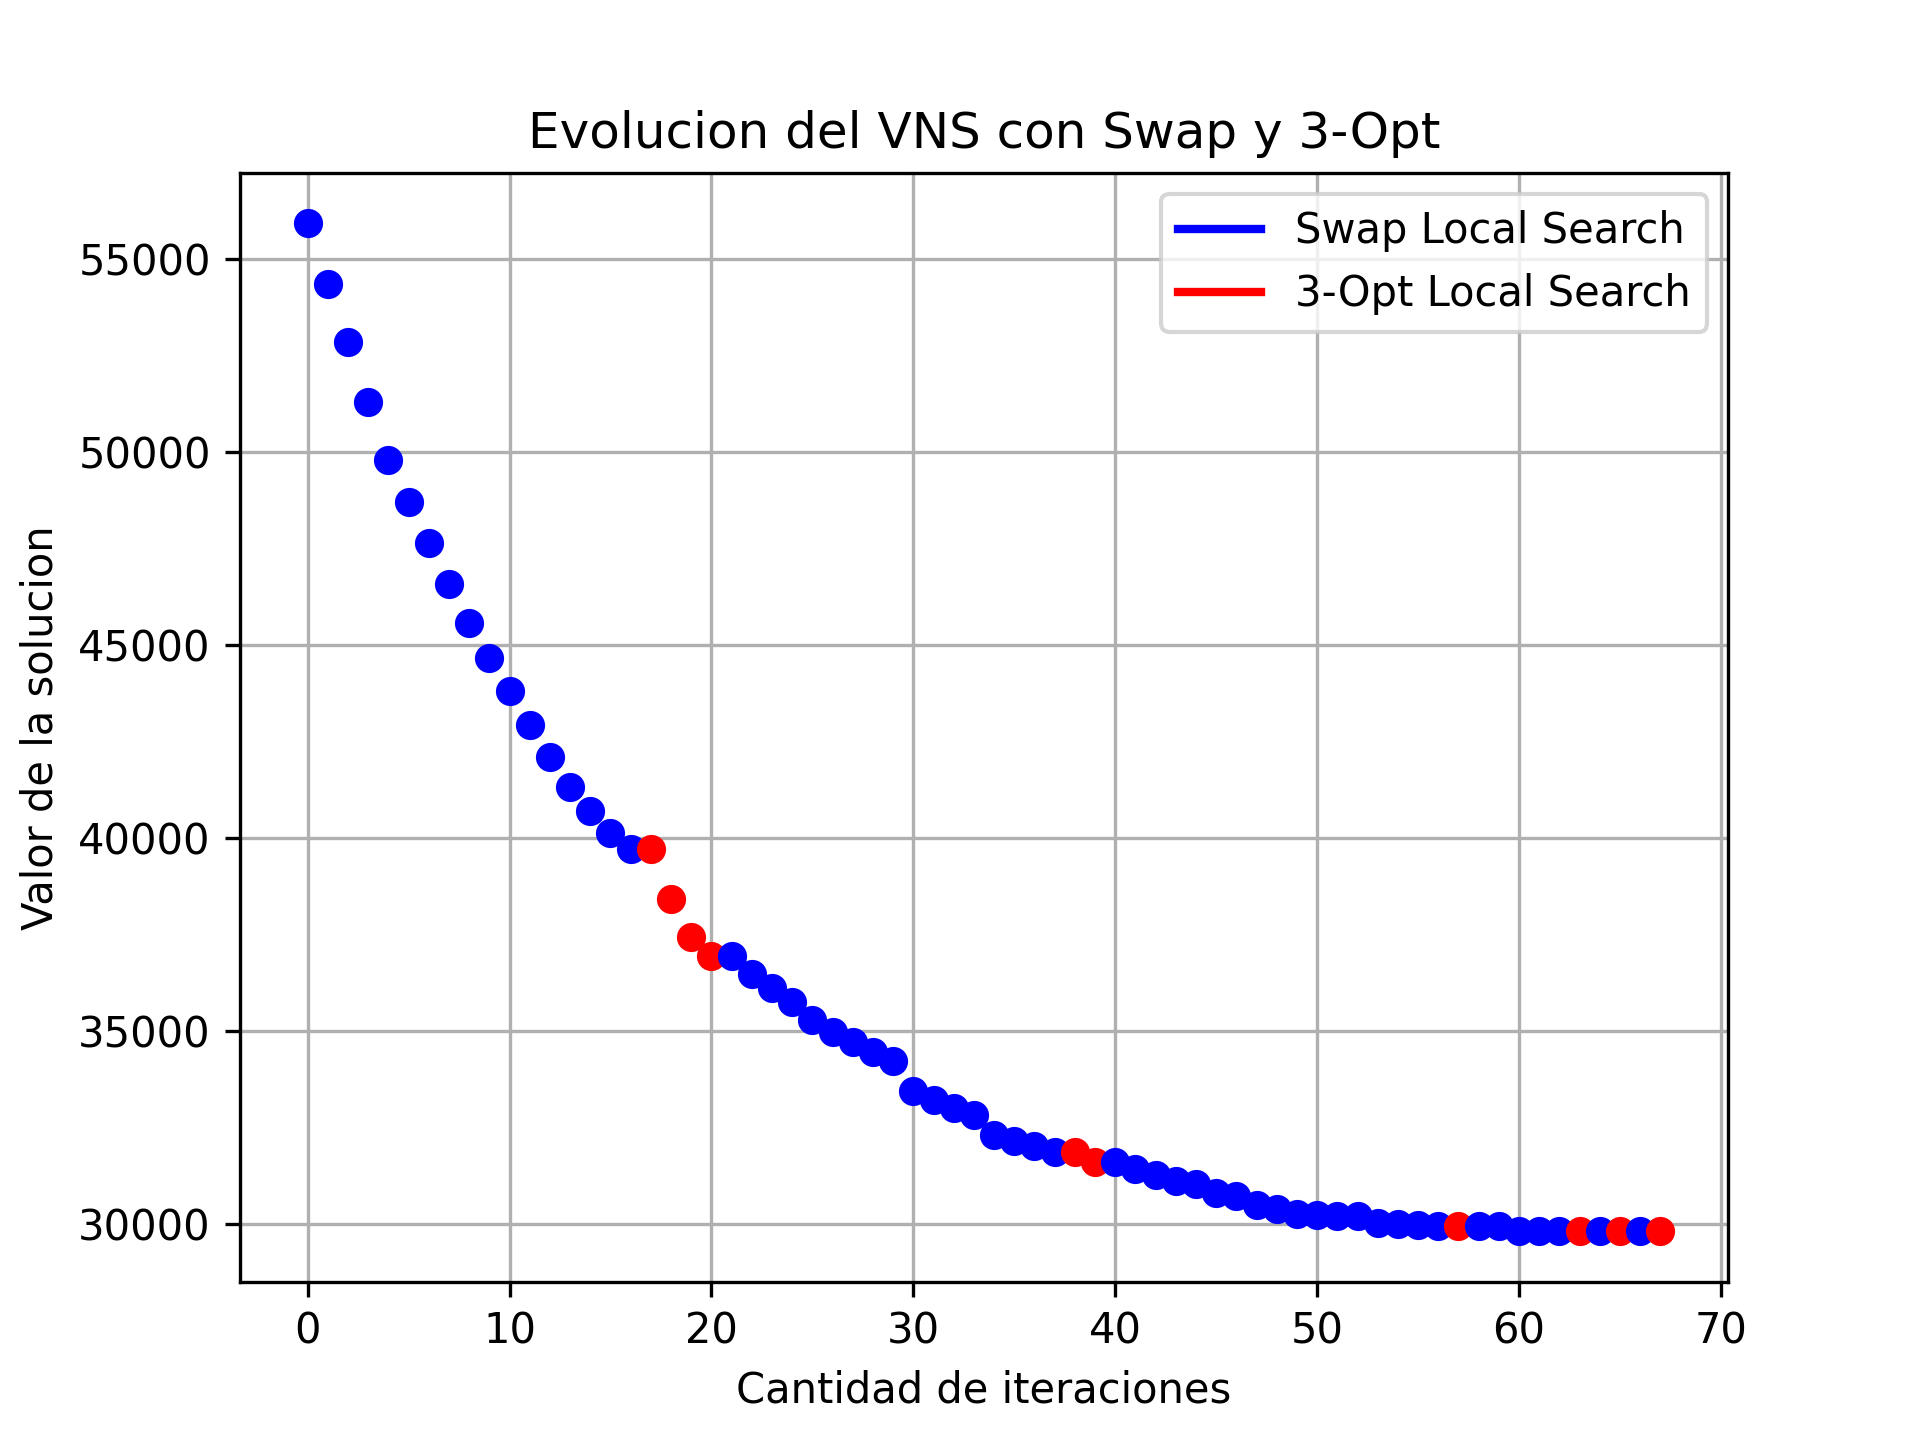 Evolucion del VNS con Swap y 3-Opt
Swap Local Search
3-Opt Local Search
Valor de la solucion
55000
50000
45000
40000
35000
30000
0 10 20 30 40 50 60 70
Cantidad de iteraciones